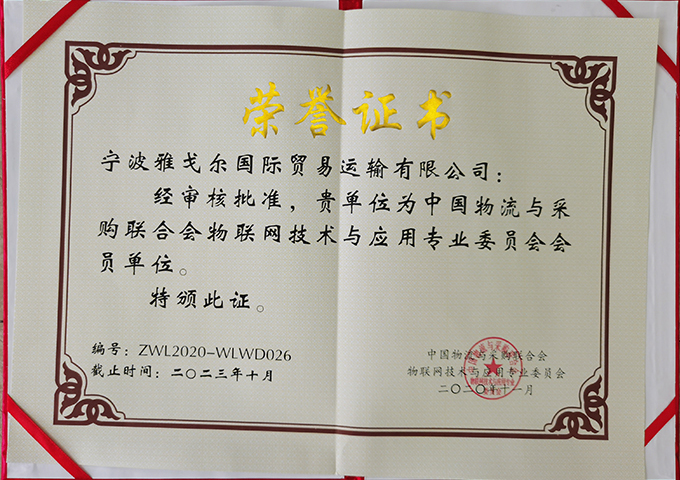 荣誉证书
宁波雅戈尔国际贸易运输有限公司：
经审核批准，贵单位为中国物流与采
购联合会物联网技术与应用专业委员会会
员单位。
特颁此证。
编号：ZWL2020-WLWD026
截止时间：二〇二三年十月
中国物流与采购联合会
物联网技术与应用专业委员会
二〇二〇年十一月